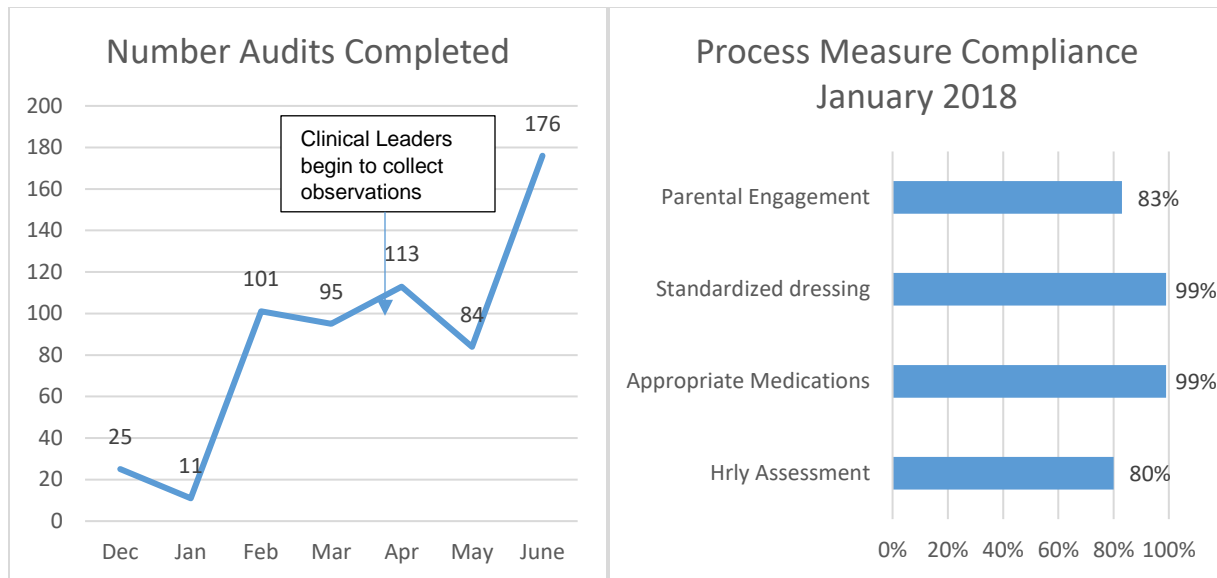 Number Audits Completed
200
180
160
140
120
100
80
60
40
20
0
25
11
101
95
113
84
176
Clinical Leaders
begin to collect
observations
Dec Jan Feb Mar Apr May June
Process Measure Compliance
January 2018
Parental Engagement 83%
Standardized dressing 99%
Appropriate Medications 99%
Hrly Assessment 80%
0% 20% 40% 60% 80% 100%